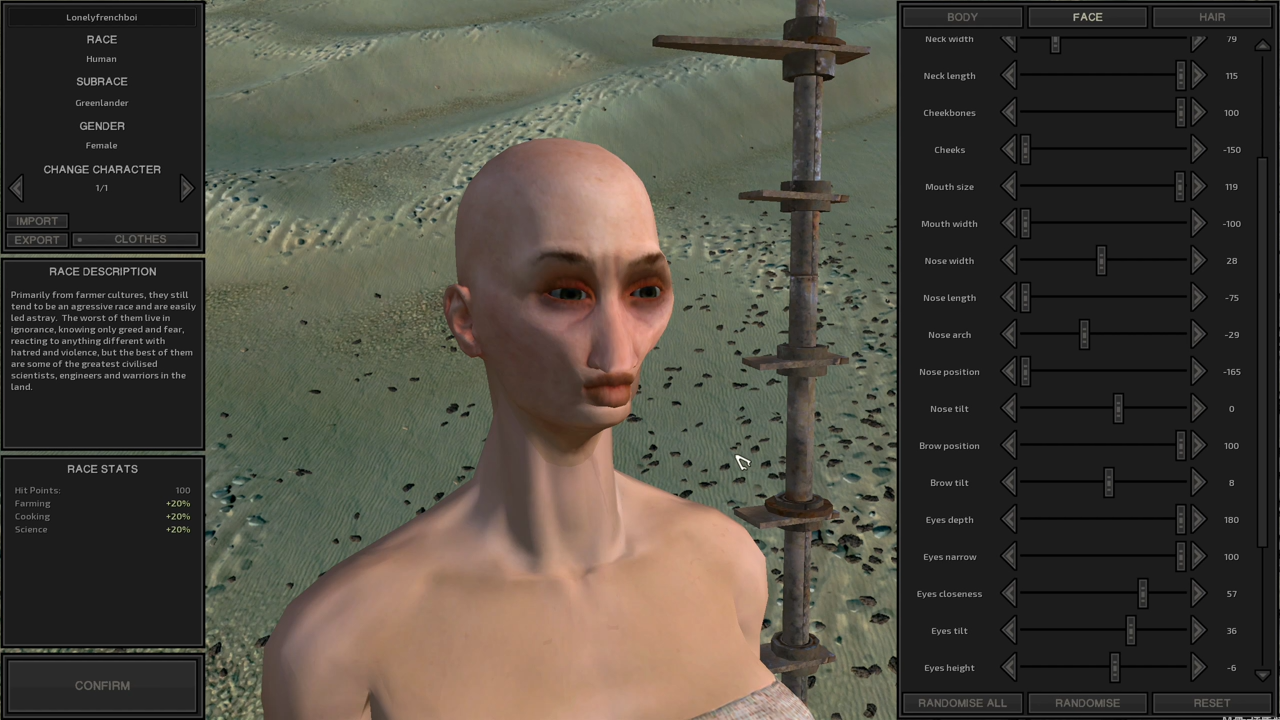 Lonelyfrenchboi
RACE
Human
SUBRACE
Greenlander
GENDER
Female
CHANGE CHARACTER
1/1
IMPORT
EXPORT
CLOTHES
RACE DESCRIPTION
Primarily from farmer cultures, they still
tend to be an agressive race and are easily
led astray. The worst of them live in
ignorance, knowing only greed and fear,
reacting to anything different with
hatred and violence, but the best of them
are some of the greatest civilised
scientists, engineers and warriors in the
land.
RACE STATS
Hit Points: 100
Farming +20%
Cooking +20%
Science +20%
CONFIRM
BODY FACE HAIR
Neck width 79
Neck length 115
Cheekbones 100
Cheeks -150
Mouth size 119
Mouth width -100
Nose width 28
Nose length -75
Nose arch -29
Nose position -165
Nose tilt 0
Brow position 100
Brow tilt 8
Eyes depth 180
Eyes narrow 100
Eyes closeness 57
Eyes tilt 36
Eyes height -6
RANDOMISE ALL RANDOMISE RESET